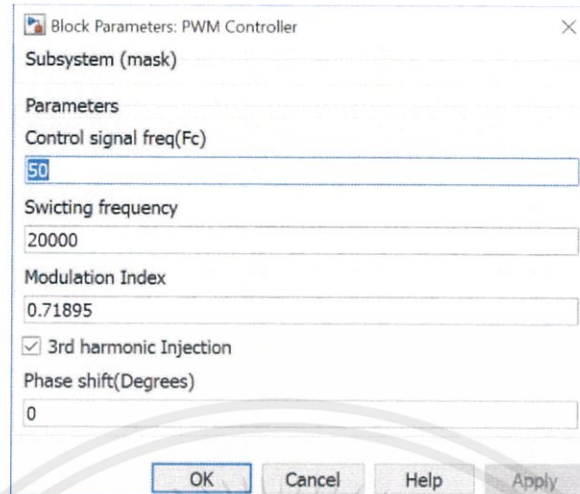 Block Parameters: PWM Controller
Subsystem (mask)
Parameters
Control signal freq(Fc)
50
Swicting frequency
20000
Modulation Index
0.71895
3rd harmonic Injection
Phase shift(Degrees)
0
OK Cancel Help Apply